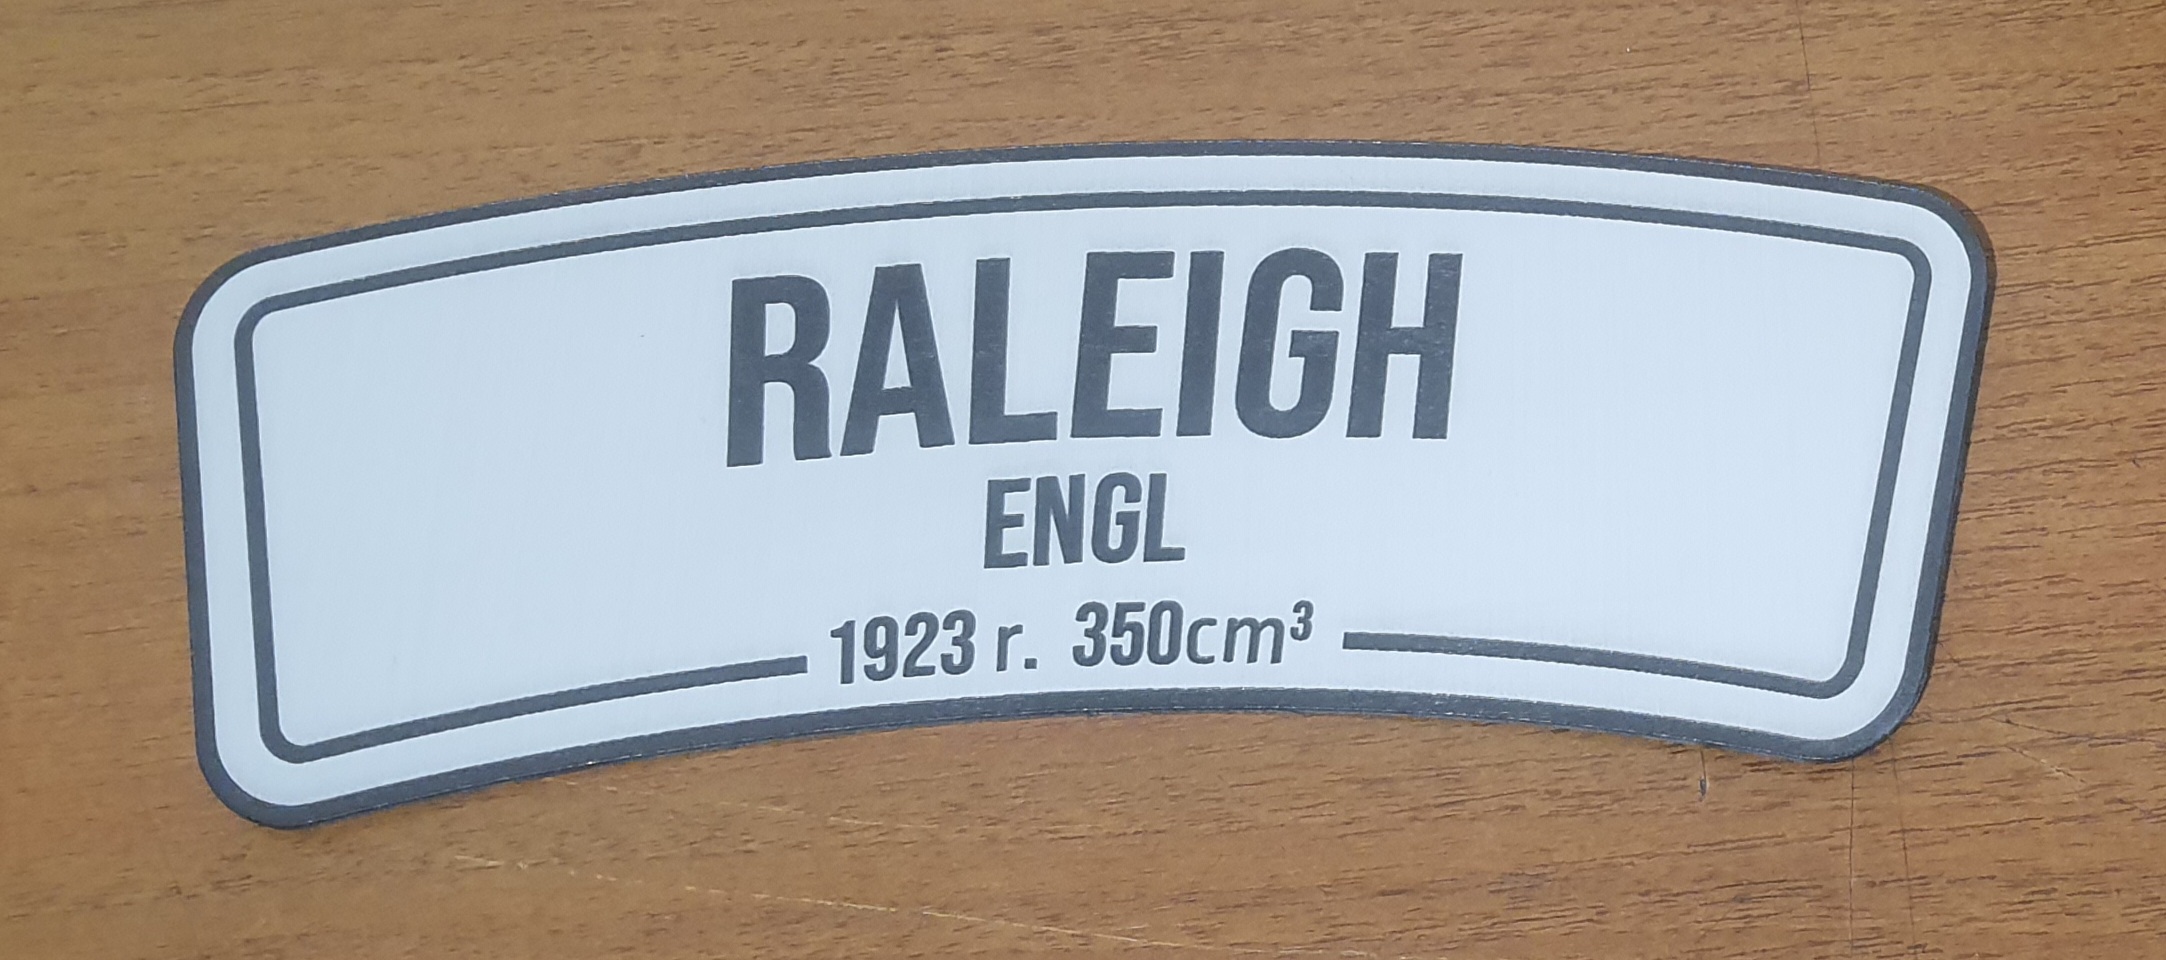 RALEIGH
ENGL
1923 r. 350cm³